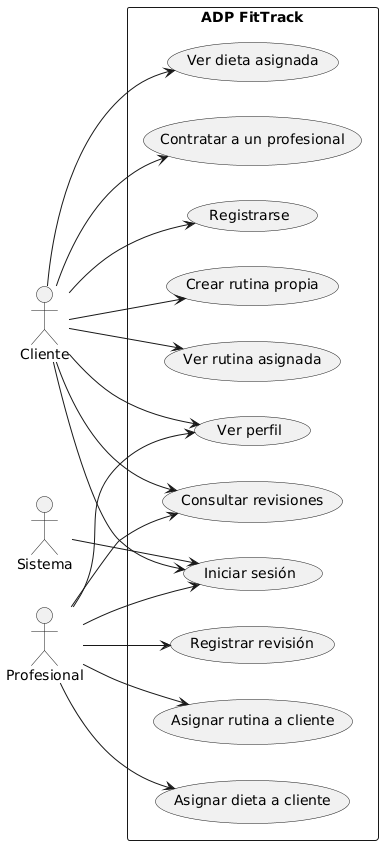 ADP FitTrack
Ver dieta asignada
Contratar a un profesional
Registrarse
Crear rutina propia
Cliente
Ver rutina asignada
Ver perfil
Consultar revisiones
Sistema
Iniciar sesión
Registrar revisión
Profesional
Asignar rutina a cliente
Asignar dieta a cliente